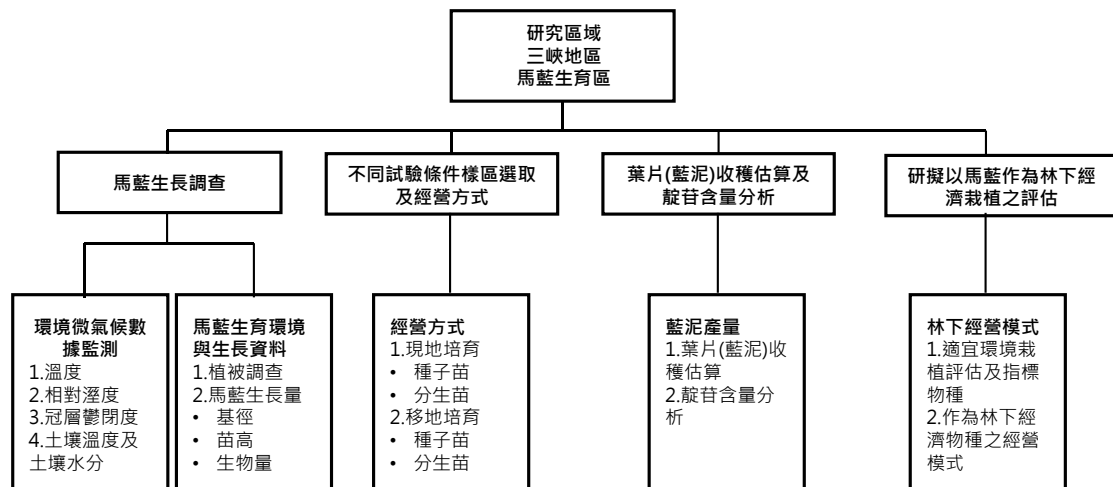 研究區域
三峽地區
馬藍生育區
馬藍生長調查
不同試驗條件樣區選取
及經營方式
葉片(藍泥)收穫估算及
靛苷含量分析
研擬以馬藍作為林下經
濟栽植之評估
環境微氣候數
據監測
1.溫度
2.相對溼度
3.冠層鬱閉度
4.土壤溫度及
土壤水分
馬藍生育環境
與生長資料
1.植被調查
2.馬藍生長量
• 基徑
• 苗高
• 生物量
經營方式
1.現地培育
• 種子苗
• 分生苗
2.移地培育
• 種子苗
• 分生苗
藍泥產量
1.葉片(藍泥)收
穫估算
2.靛苷含量分
析
林下經營模式
1.適宜環境栽
植評估及指標
物種
2.作為林下經
濟物種之經營
模式